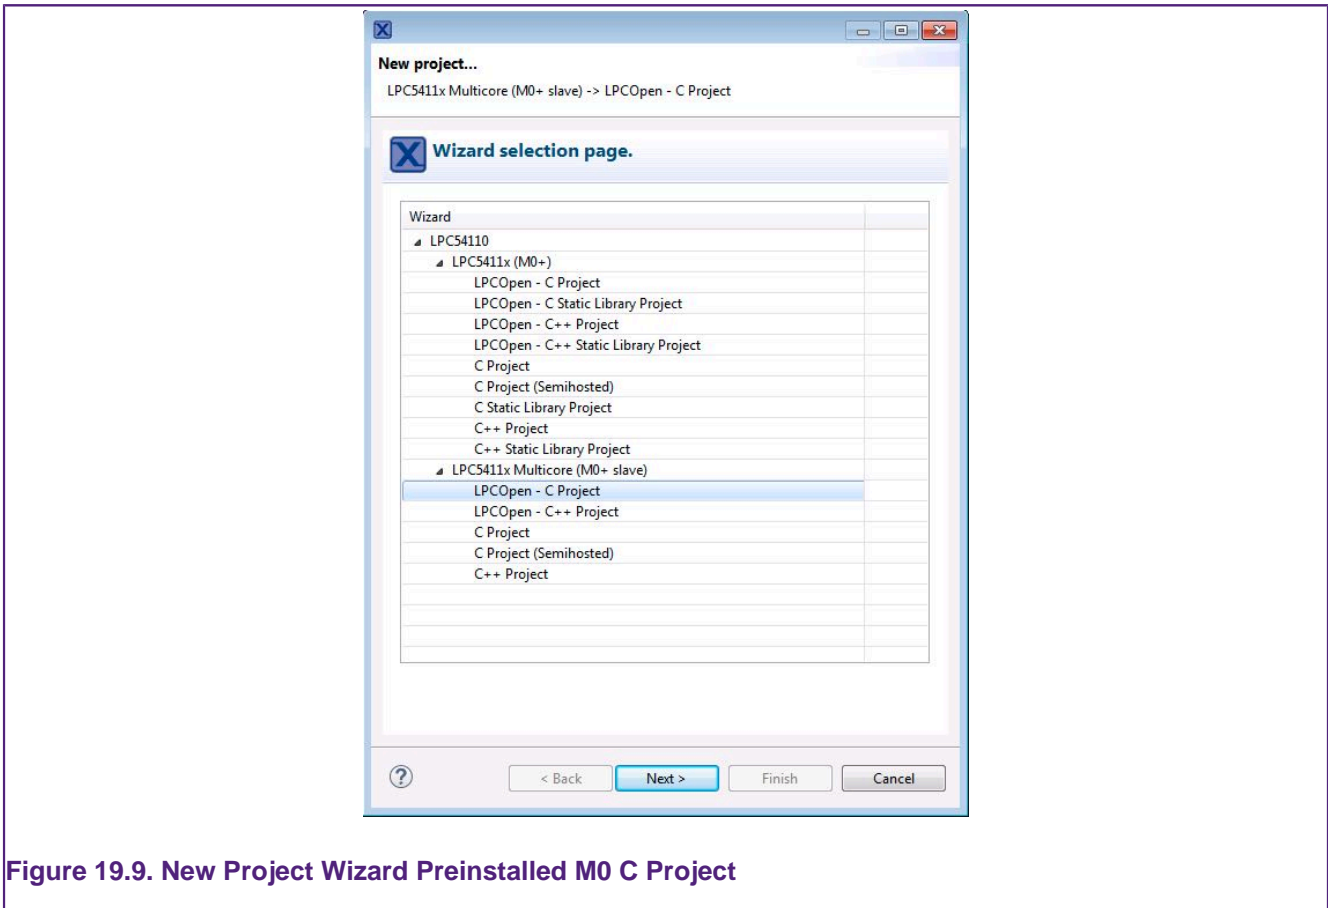 New project...
LPC5411x Multicore (M0+ slave) -> LPCOpen - C Project
Wizard selection page.
Wizard
LPC54110
LPC5411x (M0+)
LPCOpen - C Project
LPCOpen - C Static Library Project
LPCOpen - C++ Project
LPCOpen - C++ Static Library Project
C Project
C Project (Semihosted)
C Static Library Project
C++ Project
C++ Static Library Project
LPC5411x Multicore (M0+ slave)
LPCOpen - C Project
LPCOpen - C++ Project
C Project
C Project (Semihosted)
C++ Project
? < Back Next > Finish Cancel
Figure 19.9. New Project Wizard Preinstalled M0 C Project